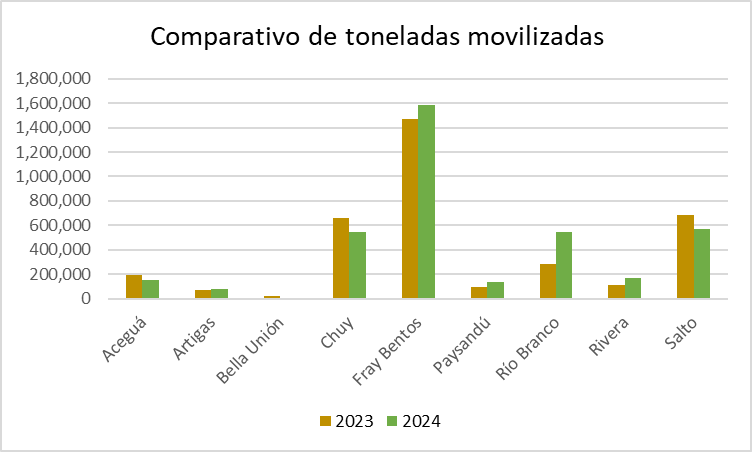 Comparativo de toneladas movilizadas
1,800,000
1,600,000
1,400,000
1,200,000
1,000,000
800,000
600,000
400,000
200,000
0
Aceguá
Artigas
Bella Unión
Chuy
Fray Bentos
Paysandú
Río Branco
Rivera
Salto
2023 2024